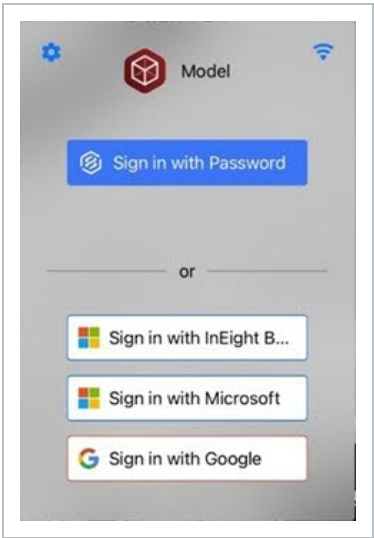 Model
Sign in with Password
or
Sign in with InEight B...
Sign in with Microsoft
Sign in with Google